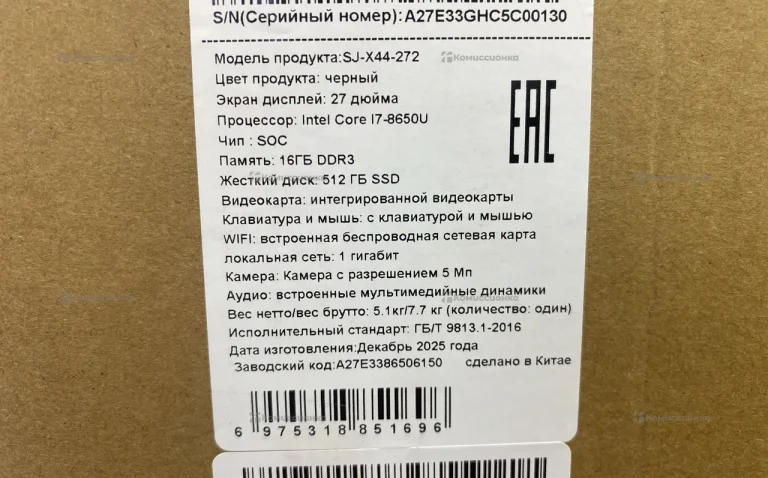 S/N(Серийный номер):A27E33GHC5C00130
Модель продукта:SJ-X44-272
Комиссионка
Цвет продукта: черный
Экран дисплей: 27 дюйма
Процессор: Intel Core I7-8650U
EAC
Чип : SOC
Память: 16ГБ DDR3
Жесткий диск: 512 ГБ SSD
Видеокарта: интегрированной видеокарты
Клавиатура и мышь: с клавиатурой и мышью
WIFI: встроенная беспроводная сетевая карта
локальная сеть: 1 гигабит
Камера: Камера с разрешением 5 Мп
Аудио: встроенные мультимедийные динамики
Комиссионка
Вес нетто/вес брутто: 5.1кг/7.7 кг (количество: один)
Исполнительный стандарт: ГБ/Т 9813.1-2016
Дата изготовления:Декабрь 2025 года
Заводский код:A27E3386506150 сделано в Китае
Комиссионка
6 975318 851696
Комиссионка